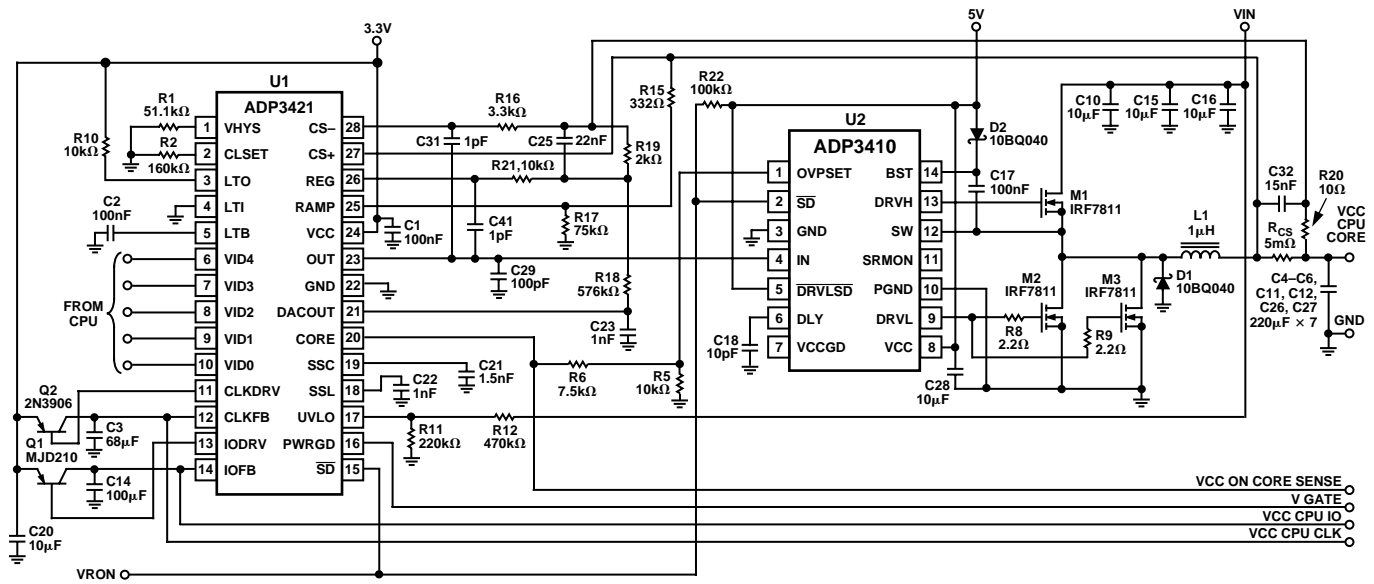 3.3V
5V
VIN
U1
ADP3421
R1
51.1kΩ
R2
160kΩ
R10
10kΩ
C2
100nF
1 VHYS
2 CLSET
3 LTO
4 LTI
5 LTB
6 VID4
7 VID3
8 VID2
9 VID1
10 VID0
11 CLKDRV
12 CLKFB
13 IODRV
14 IOFB
CS– 28
CS+ 27
REG 26
RAMP 25
VCC 24
OUT 23
GND 22
DACOUT 21
CORE 20
SSC 19
SSL 18
UVLO 17
PWRGD 16
SD 15
FROM
CPU
Q2
2N3906
C3
68μF
Q1
MJD210
C14
100μF
C20
10μF
VRON
R16
3.3kΩ
C31
1pF
C25
22nF
R21,10kΩ
R19
2kΩ
R15
332Ω
R17
75kΩ
C41
1pF
C1
100nF
C29
100pF
R18
576kΩ
C23
1nF
C21
1.5nF
C22
1nF
R6
7.5kΩ
R5
10kΩ
R11
220kΩ
R12
470kΩ
R22
100kΩ
U2
ADP3410
1 OVPSET
2 SD
3 GND
4 IN
5 DRVLSD
6 DLY
7 VCCGD
BST 14
DRVH 13
SW 12
SRMON 11
PGND 10
DRVL 9
VCC 8
C18
10pF
D2
10BQ040
C17
100nF
C28
10μF
C10
10μF
C15
10μF
C16
10μF
M1
IRF7811
M2
IRF7811
M3
IRF7811
R8
2.2Ω
R9
2.2Ω
D1
10BQ040
L1
1μH
C32
15nF
R20
10Ω
RCS
5mΩ
VCC
CPU
CORE
C4–C6,
C11, C12,
C26, C27
220μF × 7
GND
VCC ON CORE SENSE
V GATE
VCC CPU IO
VCC CPU CLK